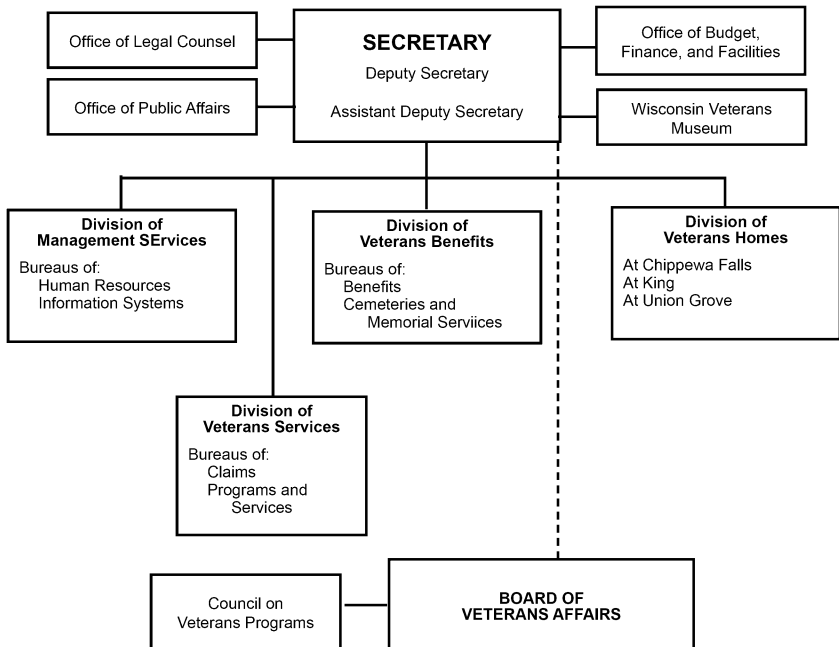 Office of Legal Counsel
SECRETARY
Deputy Secretary
Assistant Deputy Secretary
Office of Budget,
Finance, and Facilities
Office of Public Affairs
Wisconsin Veterans
Museum
Division of
Management SErvices
Bureaus of:
Human Resources
Information Systems
Division of
Veterans Benefits
Bureaus of:
Benefits
Cemeteries and
Memorial Serviices
Division of
Veterans Homes
At Chippewa Falls
At King
At Union Grove
Division of
Veterans Services
Bureaus of:
Claims
Programs and
Services
Council on
Veterans Programs
BOARD OF
VETERANS AFFAIRS